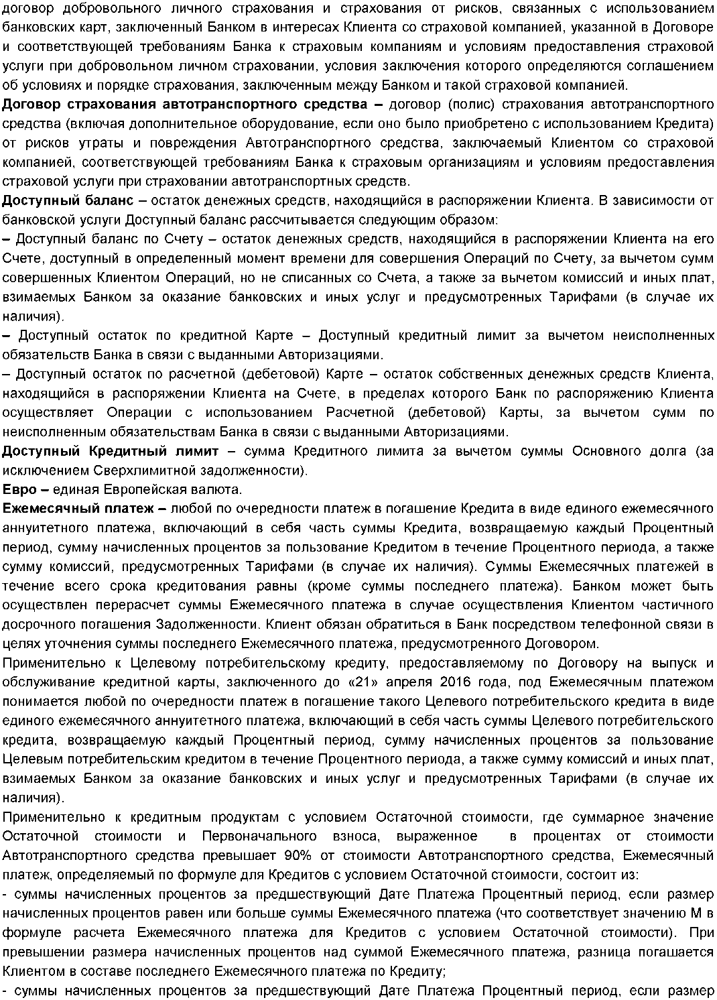 договор добровольного личного страхования и страхования от рисков, связанных с использованием
банковских карт, заключенный Банком в интересах Клиента со страховой компанией, указанной в Договоре
и соответствующей требованиям Банка к страховым компаниям и условиям предоставления страховой
услуги при добровольном личном страховании, условия заключения которого определяются соглашением
об условиях и порядке страхования, заключенным между Банком и такой страховой компанией.
Договор страхования автотранспортного средства – договор (полис) страхования автотранспортного
средства (включая дополнительное оборудование, если оно было приобретено с использованием Кредита)
от рисков утраты и повреждения Автотранспортного средства, заключаемый Клиентом со страховой
компанией, соответствующей требованиям Банка к страховым организациям и условиям предоставления
страховой услуги при страховании автотранспортных средств.
Доступный баланс – остаток денежных средств, находящийся в распоряжении Клиента. В зависимости от
банковской услуги Доступный баланс рассчитывается следующим образом:
– Доступный баланс по Счету – остаток денежных средств, находящийся в распоряжении Клиента на его
Счете, доступный в определенный момент времени для совершения Операций по Счету, за вычетом сумм
совершенных Клиентом Операций, но не списанных со Счета, а также за вычетом комиссий и иных плат,
взимаемых Банком за оказание банковских и иных услуг и предусмотренных Тарифами (в случае их
наличия).
– Доступный остаток по кредитной Карте – Доступный кредитный лимит за вычетом неисполненных
обязательств Банка в связи с выданными Авторизациями.
– Доступный остаток по расчетной (дебетовой) Карте – остаток собственных денежных средств Клиента,
находящийся в распоряжении Клиента на Счете, в пределах которого Банк по распоряжению Клиента
осуществляет Операции с использованием Расчетной (дебетовой) Карты, за вычетом сумм по
неисполненным обязательствам Банка в связи с выданными Авторизациями.
Доступный Кредитный лимит – сумма Кредитного лимита за вычетом суммы Основного долга (за
исключением Сверхлимитной задолженности).
Евро – единая Европейская валюта.
Ежемесячный платеж – любой по очередности платеж в погашение Кредита в виде единого ежемесячного
аннуитетного платежа, включающий в себя часть суммы Кредита, возвращаемую каждый Процентный
период, сумму начисленных процентов за пользование Кредитом в течение Процентного периода, а также
сумму комиссий, предусмотренных Тарифами (в случае их наличия). Суммы Ежемесячных платежей в
течение всего срока кредитования равны (кроме суммы последнего платежа). Банком может быть
осуществлен перерасчет суммы Ежемесячного платежа в случае осуществления Клиентом частичного
досрочного погашения Задолженности. Клиент обязан обратиться в Банк посредством телефонной связи в
целях уточнения суммы последнего Ежемесячного платежа, предусмотренного Договором.
Применительно к Целевому потребительскому кредиту, предоставляемому по Договору на выпуск и
обслуживание кредитной карты, заключенного до «21» апреля 2016 года, под Ежемесячным платежом
понимается любой по очередности платеж в погашение такого Целевого потребительского кредита в виде
единого ежемесячного аннуитетного платежа, включающий в себя часть суммы Целевого потребительского
кредита, возвращаемую каждый Процентный период, сумму начисленных процентов за пользование
Целевым потребительским кредитом в течение Процентного периода, а также сумму комиссий и иных плат,
взимаемых Банком за оказание банковских и иных услуг и предусмотренных Тарифами (в случае их
наличия).
Применительно к кредитным продуктам с условием Остаточной стоимости, где суммарное значение
Остаточной стоимости и Первоначального взноса, выраженное в процентах от стоимости
Автотранспортного средства превышает 90% от стоимости Автотранспортного средства, Ежемесячный
платеж, определяемый по формуле для Кредитов с условием Остаточной стоимости, состоит из:
- суммы начисленных процентов за предшествующий Дате Платежа Процентный период, если размер
начисленных процентов равен или больше суммы Ежемесячного платежа (что соответствует значению М в
формуле расчета Ежемесячного платежа для Кредитов с условием Остаточной стоимости). При
превышении размера начисленных процентов над суммой Ежемесячного платежа, разница погашается
Клиентом в составе последнего Ежемесячного платежа по Кредиту;
- суммы начисленных процентов за предшествующий Дате Платежа Процентный период, если размер